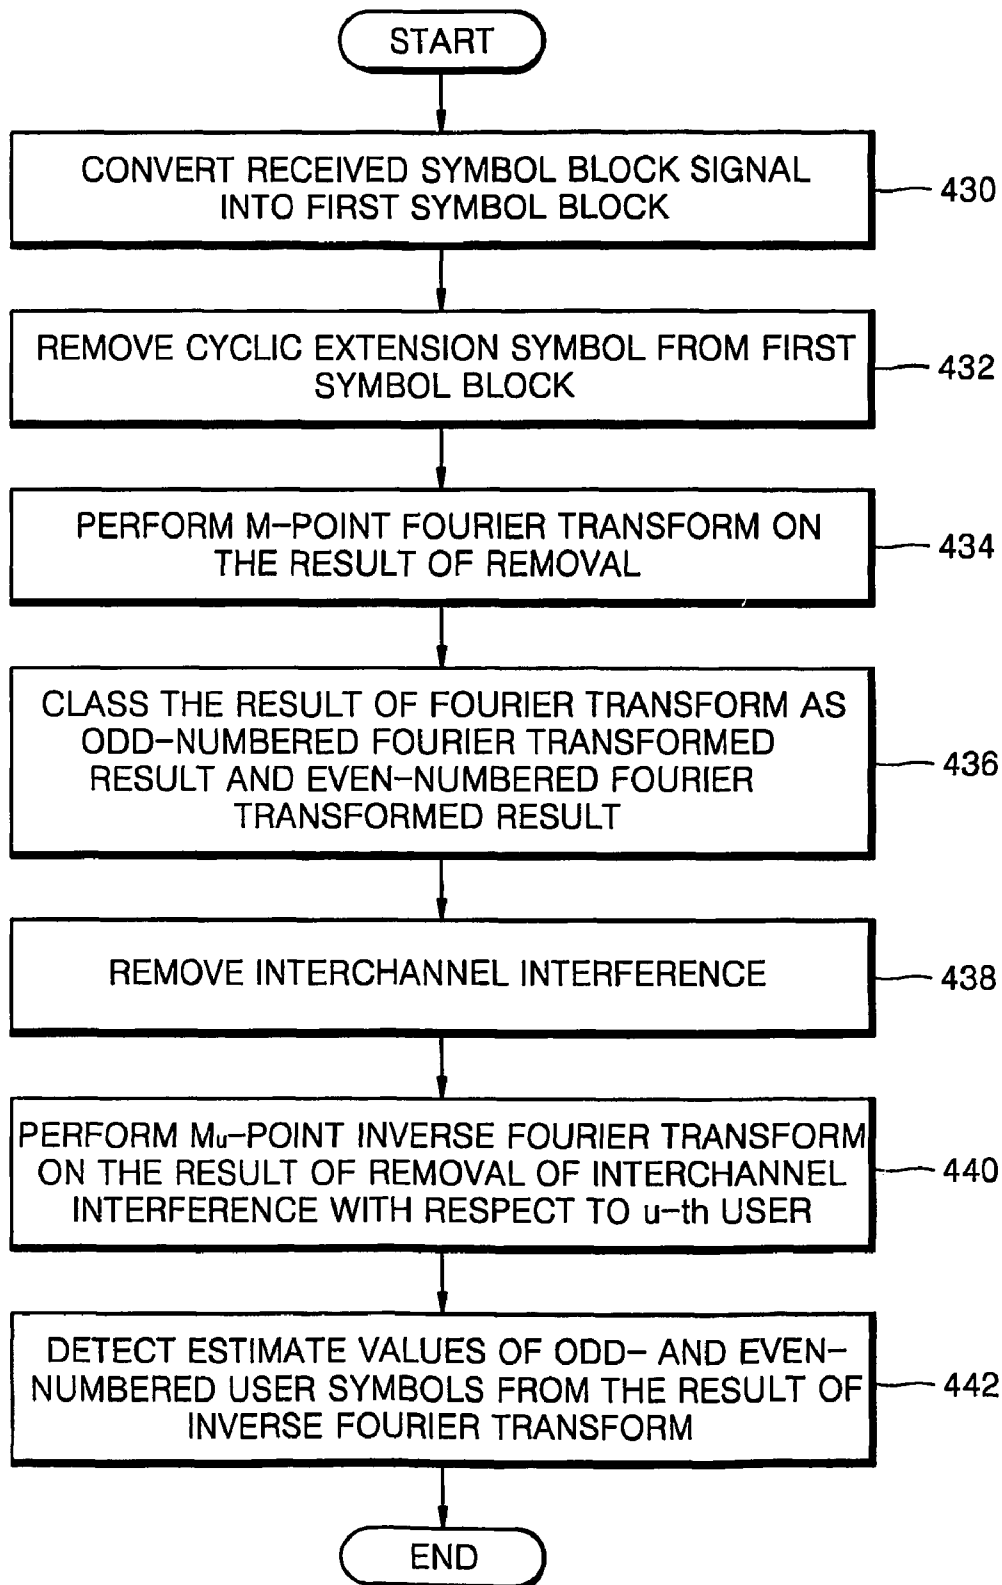 START
CONVERT RECEIVED SYMBOL BLOCK SIGNAL
INTO FIRST SYMBOL BLOCK
430
REMOVE CYCLIC EXTENSION SYMBOL FROM FIRST
SYMBOL BLOCK
432
PERFORM M-POINT FOURIER TRANSFORM ON
THE RESULT OF REMOVAL
434
CLASS THE RESULT OF FOURIER TRANSFORM AS
ODD-NUMBERED FOURIER TRANSFORMED
RESULT AND EVEN-NUMBERED FOURIER
TRANSFORMED RESULT
436
REMOVE INTERCHANNEL INTERFERENCE
438
PERFORM Mu-POINT INVERSE FOURIER TRANSFORM
ON THE RESULT OF REMOVAL OF INTERCHANNEL
INTERFERENCE WITH RESPECT TO u-th USER
440
DETECT ESTIMATE VALUES OF ODD- AND EVEN-
NUMBERED USER SYMBOLS FROM THE RESULT OF
INVERSE FOURIER TRANSFORM
442
END